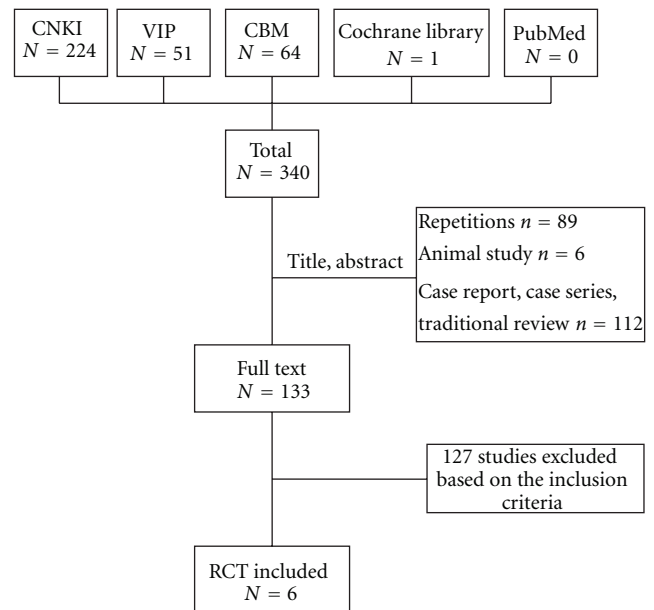 CNKI
N = 224
VIP
N = 51
CBM
N = 64
Cochrane library
N = 1
PubMed
N = 0
Total
N = 340
Title, abstract
Repetitions n = 89
Animal study n = 6
Case report, case series,
traditional review n = 112
Full text
N = 133
127 studies excluded
based on the inclusion
criteria
RCT included
N = 6